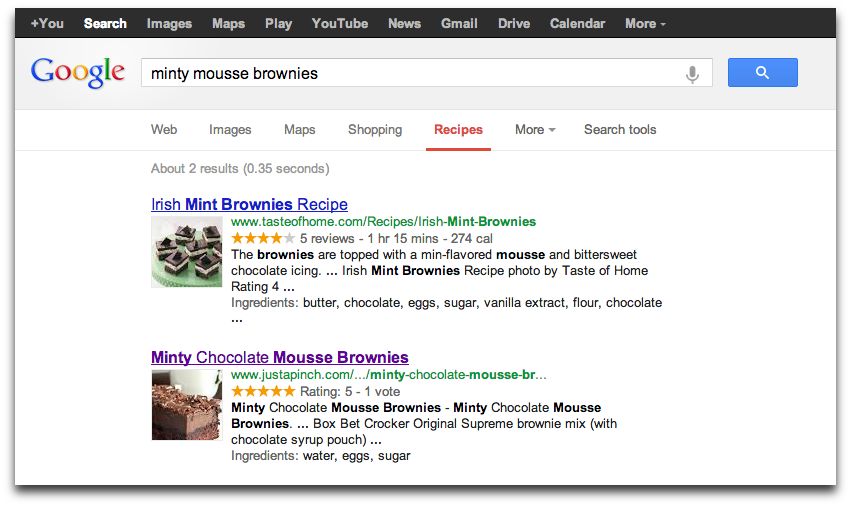 +You Search Images Maps Play YouTube News Gmail Drive Calendar More
Google minty mousse brownies
Web Images Maps Shopping Recipes More Search tools
About 2 results (0.35 seconds)
Irish Mint Brownies Recipe
www.tasteofhome.com/Recipes/Irish-Mint-Brownies
5 reviews - 1 hr 15 mins - 274 cal
The brownies are topped with a min-flavored mousse and bittersweet
chocolate icing. ... Irish Mint Brownies Recipe photo by Taste of Home
Rating 4 ...
Ingredients: butter, chocolate, eggs, sugar, vanilla extract, flour, chocolate
...
Minty Chocolate Mousse Brownies
www.justapinch.com/.../minty-chocolate-mousse-br...
Rating: 5 - 1 vote
Minty Chocolate Mousse Brownies - Minty Chocolate Mousse
Brownies. ... Box Bet Crocker Original Supreme brownie mix (with
chocolate syrup pouch) ...
Ingredients: water, eggs, sugar